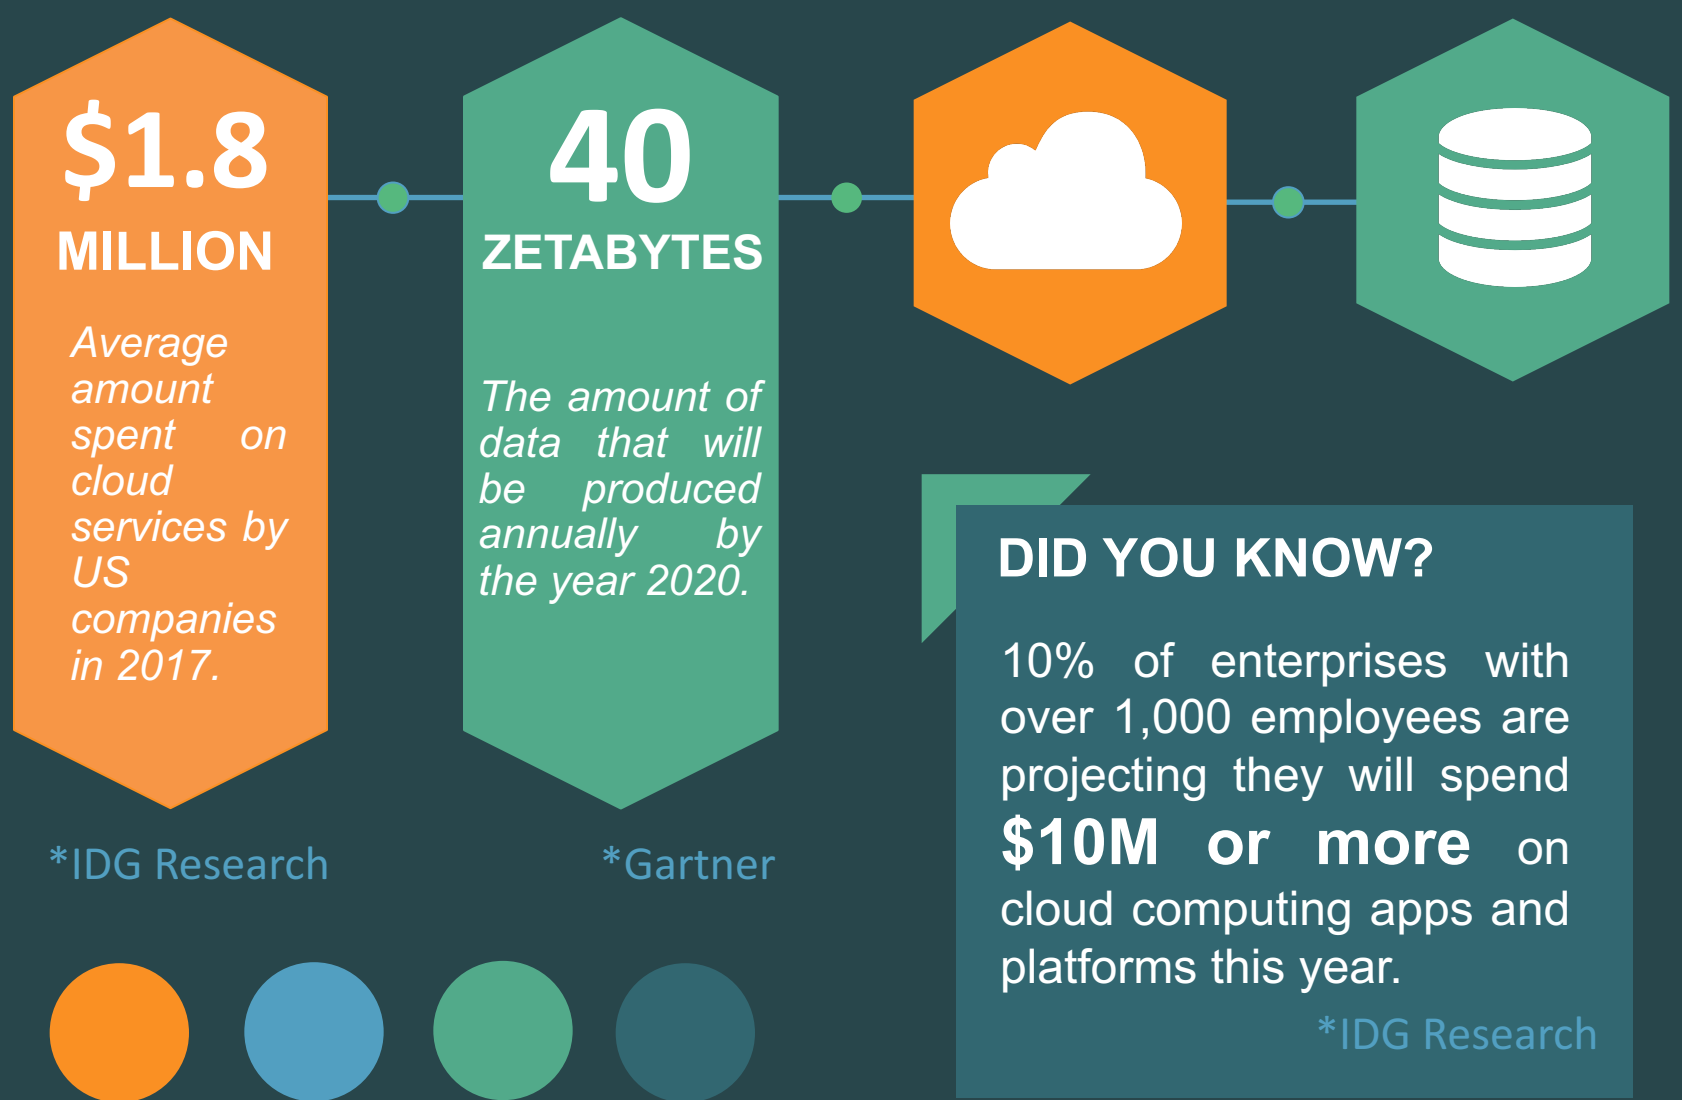 $1.8
MILLION
Average
amount
spent on
cloud
services by
US
companies
in 2017.
*IDG Research
40
ZETABYTES
The amount of
data that will
be produced
annually by
the year 2020.
*Gartner
DID YOU KNOW?
10% of enterprises with
over 1,000 employees are
projecting they will spend
$10M or more on
cloud computing apps and
platforms this year.
*IDG Research